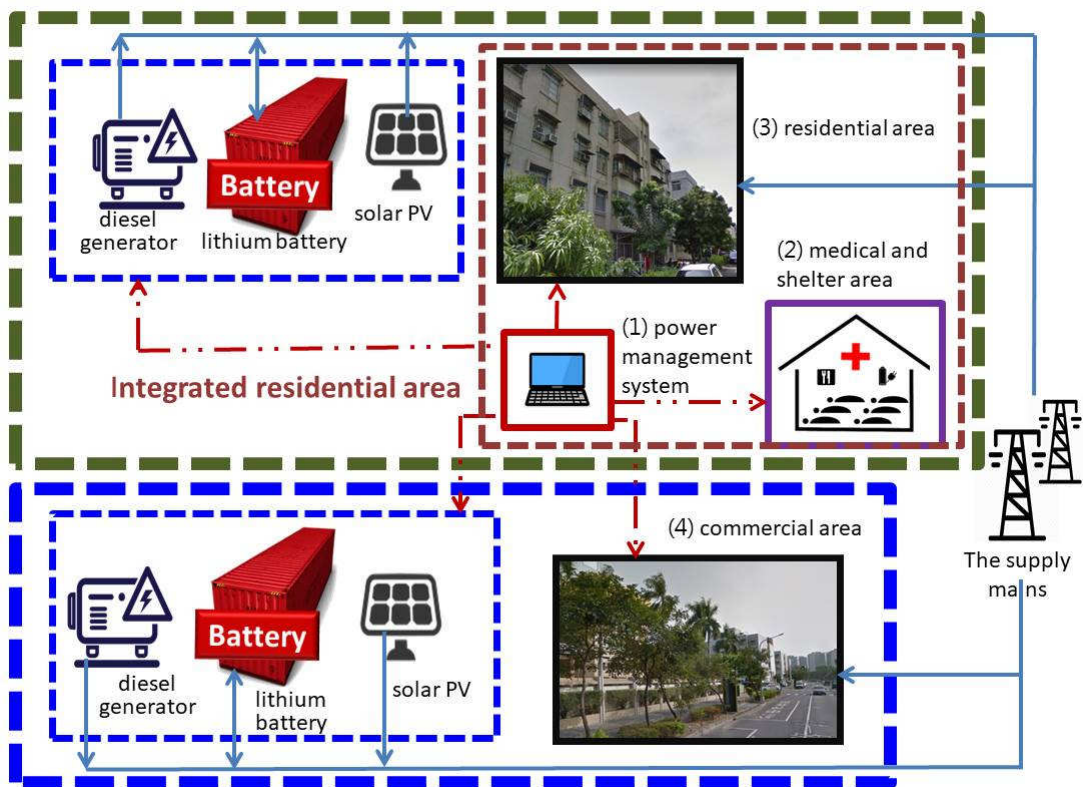 Battery
diesel
generator
lithium battery
solar PV
(3) residential area
(2) medical and
shelter area
(1) power
management
system
Integrated residential area
(4) commercial area
The supply
mains
Battery
diesel
generator
lithium
battery
solar PV